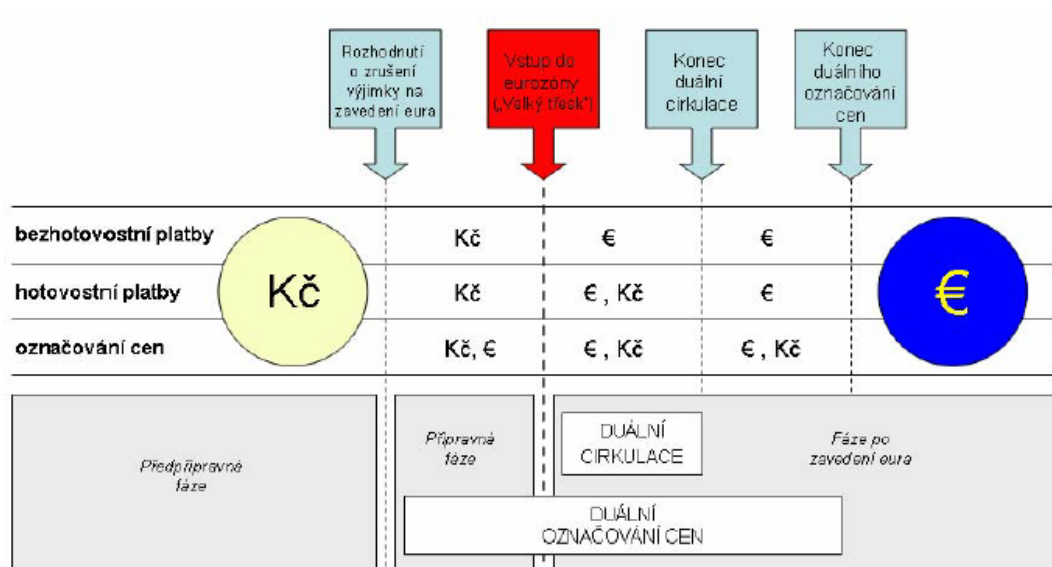 Rozhodnutí
o zrušení
výjimky na
zavedení eura
Vstup do
eurozóny
(„Velký třesk")
Konec
duální
cirkulace
Konec
duálního
označování
cen
bezhotovostní platby
Kč
€
€
hotovostní platby
Kč
€ , Kč
€
označování cen
Kč, €
€ , Kč
€ , Kč
Kč
€
Předpřípravná
fáze
Přípravná
fáze
DUÁLNÍ
CIRKULACE
Fáze po
zavedení eura
DUÁLNÍ
OZNAČOVÁNÍ CEN